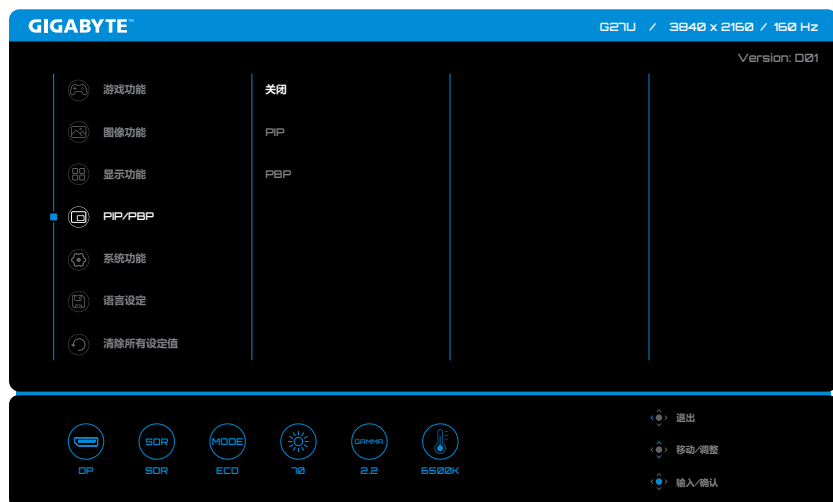 GIGABYTE™
G27U / 3840 x 2160 / 160 Hz
Version: D01
游戏功能
图像功能
显示功能
PIP/PBP
系统功能
语言设定
清除所有设定值
关闭
PIP
PBP
SDR
MODE
GAMMA
DP
SDR
ECO
70
2.2
6500K
退出
移动/调整
输入/确认